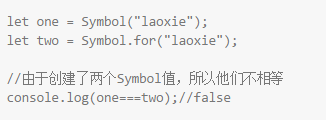 let one = Symbol("laoxie");
let two = Symbol.for("laoxie");
//由于创建了两个Symbol值，所以他们不相等
console.log(one===two);//false